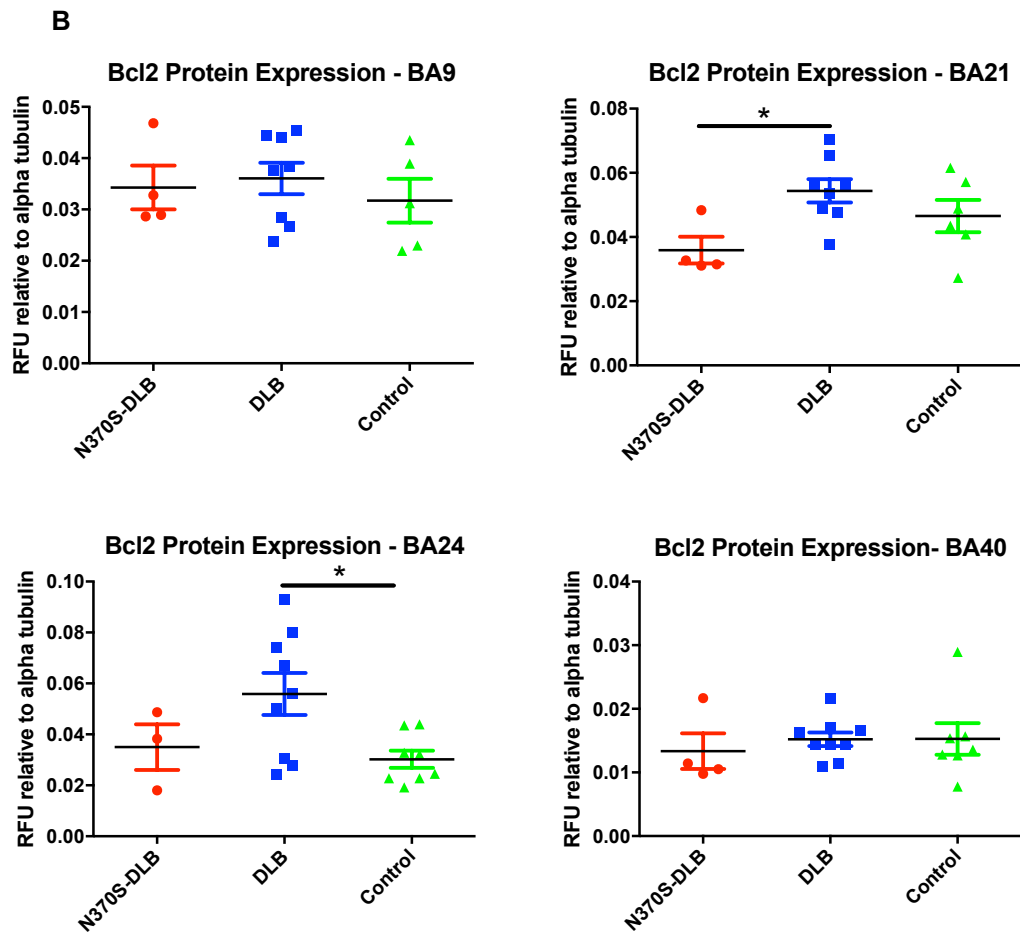 B
Bcl2 Protein Expression - BA9
RFU relative to alpha tubulin
0.05
0.04
0.03
0.02
0.01
0.00
N370S-DLB
DLB
Control
Bcl2 Protein Expression - BA21
RFU relative to alpha tubulin
0.08
0.06
0.04
0.02
0.00
*
N370S-DLB
DLB
Control
Bcl2 Protein Expression - BA24
RFU relative to alpha tubulin
0.10
0.08
0.06
0.04
0.02
0.00
*
N370S-DLB
DLB
Control
Bcl2 Protein Expression- BA40
RFU relative to alpha tubulin
0.04
0.03
0.02
0.01
0.00
N370S-DLB
DLB
Control